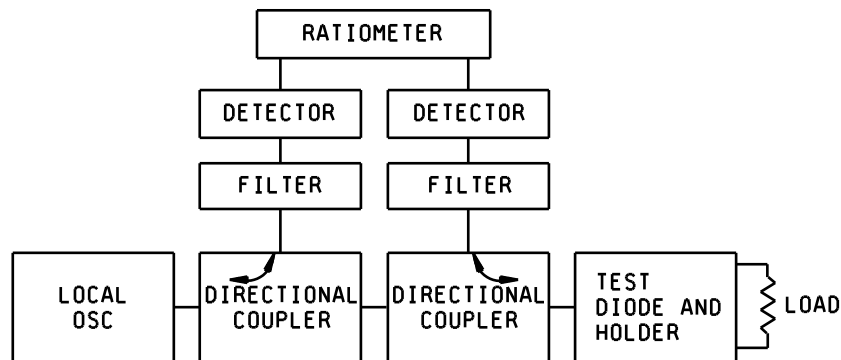 RATIOMETER
DETECTOR
DETECTOR
FILTER
FILTER
LOCAL
OSC
DIRECTIONAL
COUPLER
DIRECTIONAL
COUPLER
TEST
DIODE AND
HOLDER
LOAD